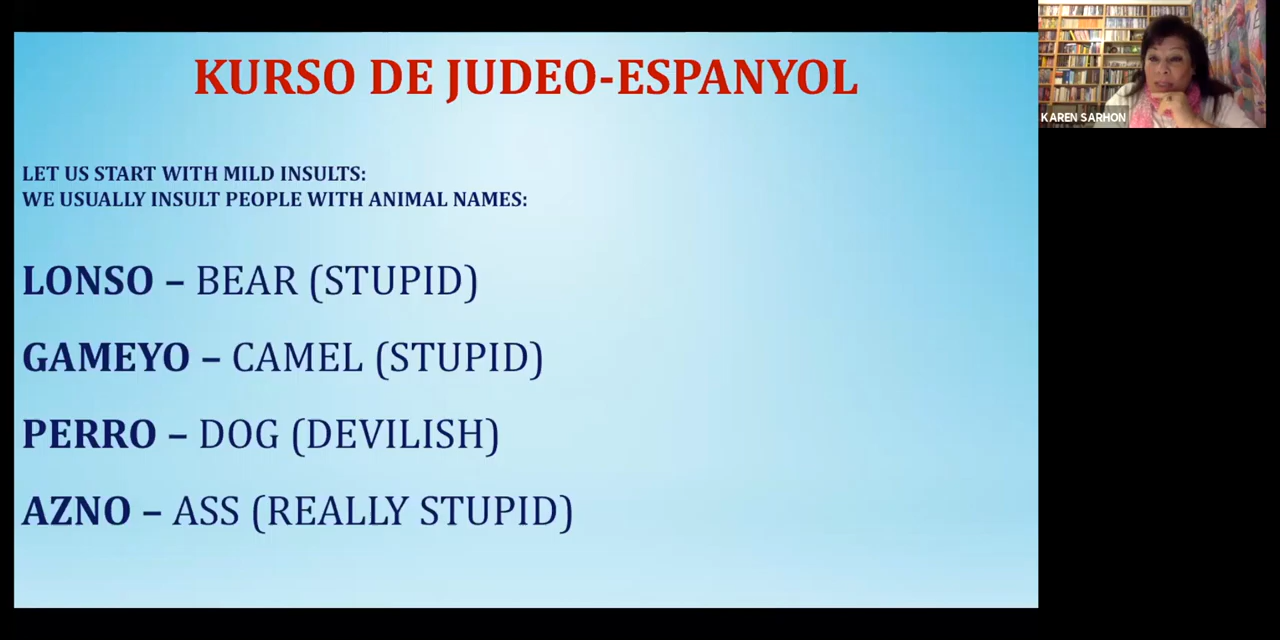 KURSO DE JUDEO-ESPANYOL
KAREN SARHON
LET US START WITH MILD INSULTS:
WE USUALLY INSULT PEOPLE WITH ANIMAL NAMES:
LONSO – BEAR (STUPID)
GAMEYO – CAMEL (STUPID)
PERRO – DOG (DEVILISH)
AZNO – ASS (REALLY STUPID)